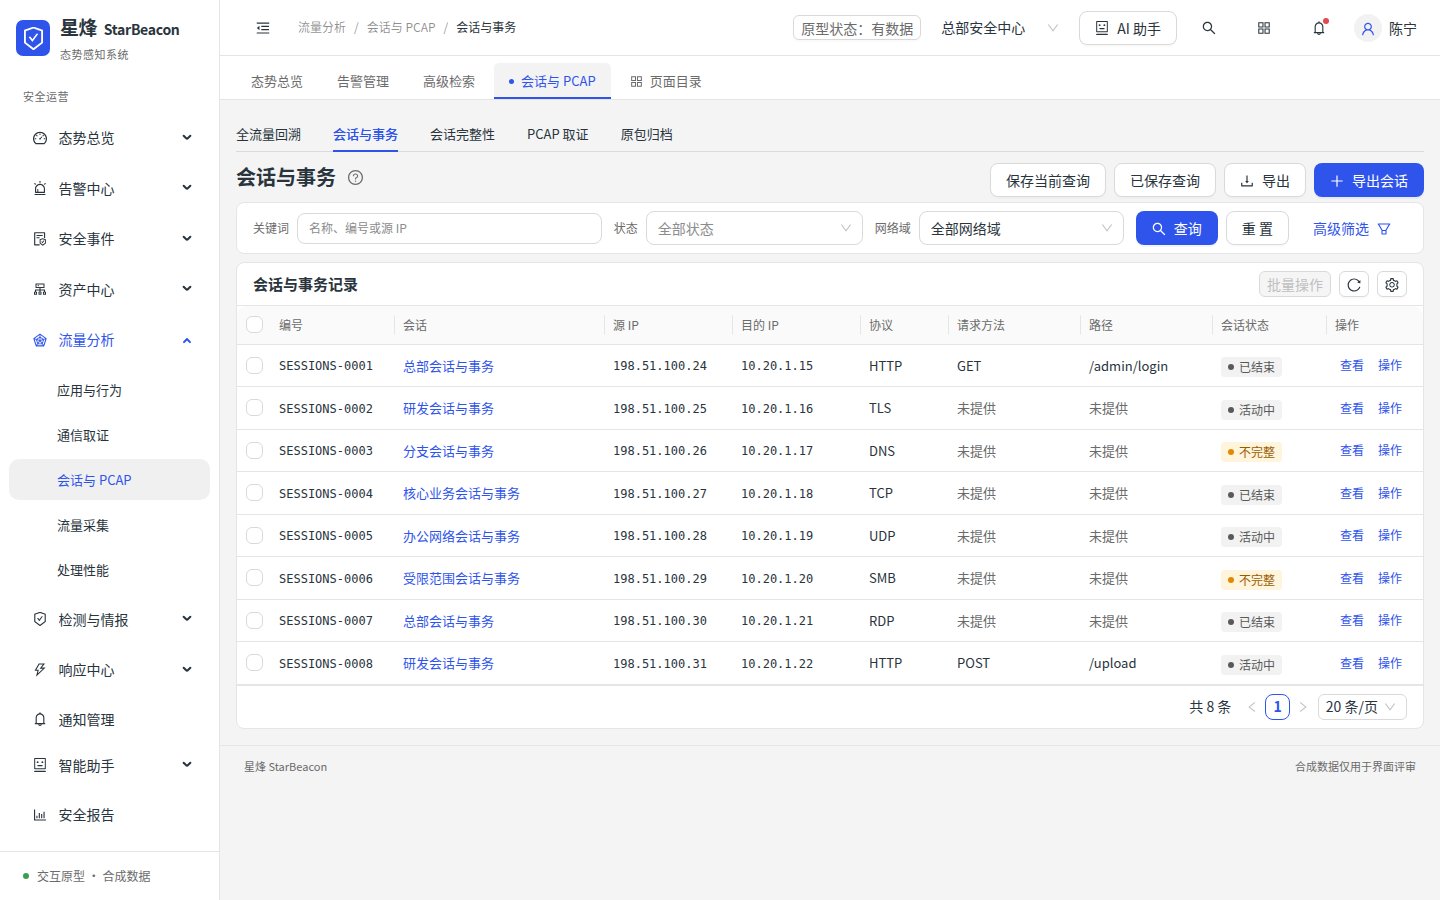 星烽 StarBeacon
态势感知系统
安全运营
态势总览
告警中心
安全事件
资产中心
流量分析
应用与行为
通信取证
会话与 PCAP
流量采集
处理性能
检测与情报
响应中心
通知管理
智能助手
安全报告
交互原型 · 合成数据
流量分析 / 会话与 PCAP / 会话与事务
原型状态：有数据
总部安全中心
AI 助手
陈宁
态势总览
告警管理
高级检索
会话与 PCAP
页面目录
全流量回溯
会话与事务
会话完整性
PCAP 取证
原包归档
会话与事务
保存当前查询
已保存查询
导出
导出会话
关键词 名称、编号或源 IP
状态 全部状态
网络域 全部网络域
查询
重 置
高级筛选
会话与事务记录
批量操作
编号 会话 源 IP 目的 IP 协议 请求方法 路径 会话状态 操作
SESSIONS-0001 总部会话与事务 198.51.100.24 10.20.1.15 HTTP GET /admin/login 已结束 查看 操作
SESSIONS-0002 研发会话与事务 198.51.100.25 10.20.1.16 TLS 未提供 未提供 活动中 查看 操作
SESSIONS-0003 分支会话与事务 198.51.100.26 10.20.1.17 DNS 未提供 未提供 不完整 查看 操作
SESSIONS-0004 核心业务会话与事务 198.51.100.27 10.20.1.18 TCP 未提供 未提供 已结束 查看 操作
SESSIONS-0005 办公网络会话与事务 198.51.100.28 10.20.1.19 UDP 未提供 未提供 活动中 查看 操作
SESSIONS-0006 受限范围会话与事务 198.51.100.29 10.20.1.20 SMB 未提供 未提供 不完整 查看 操作
SESSIONS-0007 总部会话与事务 198.51.100.30 10.20.1.21 RDP 未提供 未提供 已结束 查看 操作
SESSIONS-0008 研发会话与事务 198.51.100.31 10.20.1.22 HTTP POST /upload 活动中 查看 操作
共 8 条 1 20 条/页
星烽 StarBeacon
合成数据仅用于界面评审